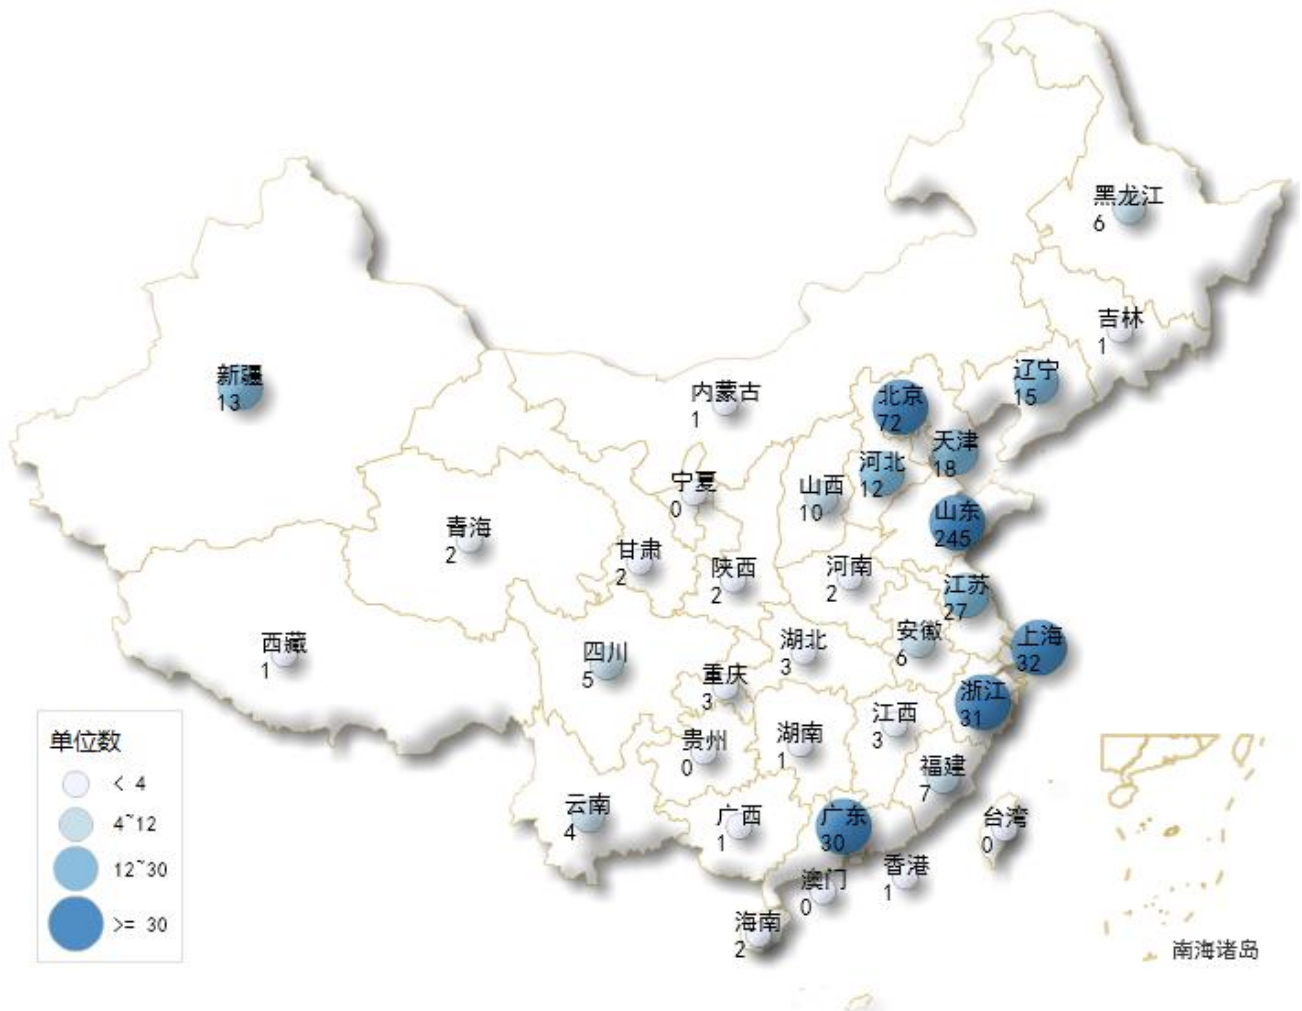 黑龙江
6
吉林
1
辽宁
15
新疆
13
内蒙古
1
北京
72
天津
18
河北
12
宁夏
0
山西
10
山东
245
青海
2
甘肃
2
陕西
2
河南
2
江苏
27
西藏
1
四川
5
湖北
3
安徽
6
上海
32
重庆
3
浙江
31
江西
3
贵州
0
湖南
1
福建
7
云南
4
广西
1
广东
30
台湾
0
香港
1
澳门
0
海南
2
单位数
< 4
4~12
12~30
>= 30
南海诸岛